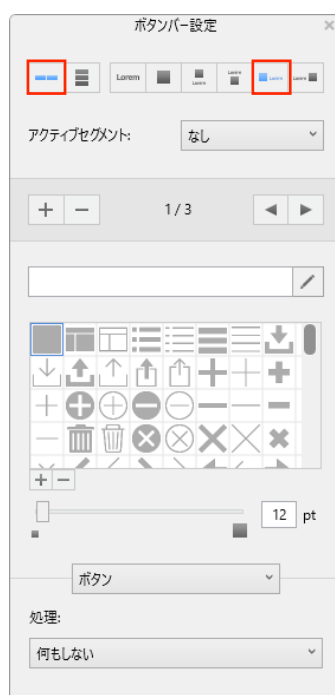 ボタンバー設定
Lorem Lorem Lorem Lorem Lorem
アクティブセグメント: なし
1 / 3
12 pt
ボタン
処理:
何もしない